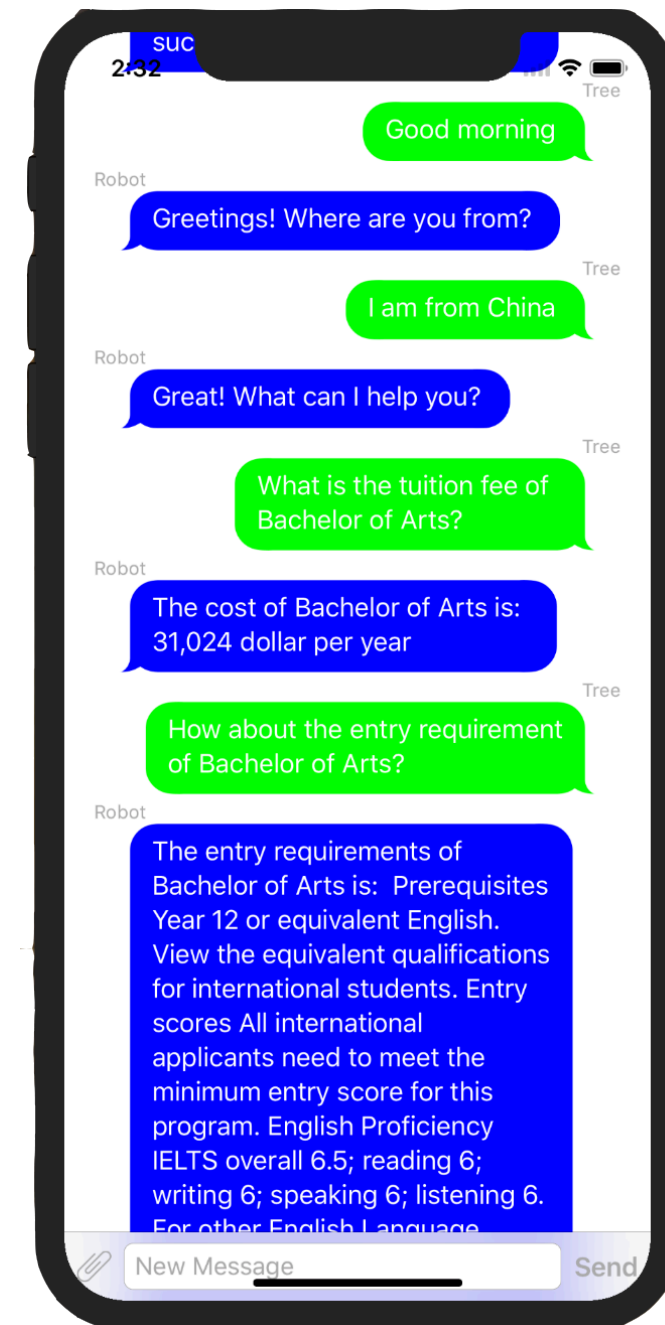 suc
2:32
Tree
Good morning
Robot
Greetings! Where are you from?
Tree
I am from China
Robot
Great! What can I help you?
Tree
What is the tuition fee of
Bachelor of Arts?
Robot
The cost of Bachelor of Arts is:
31,024 dollar per year
Tree
How about the entry requirement
of Bachelor of Arts?
Robot
The entry requirements of
Bachelor of Arts is:  Prerequisites
Year 12 or equivalent English.
View the equivalent qualifications
for international students. Entry
scores All international
applicants need to meet the
minimum entry score for this
program. English Proficiency
IELTS overall 6.5; reading 6;
writing 6; speaking 6; listening 6.
For other English Language
New Message
Send